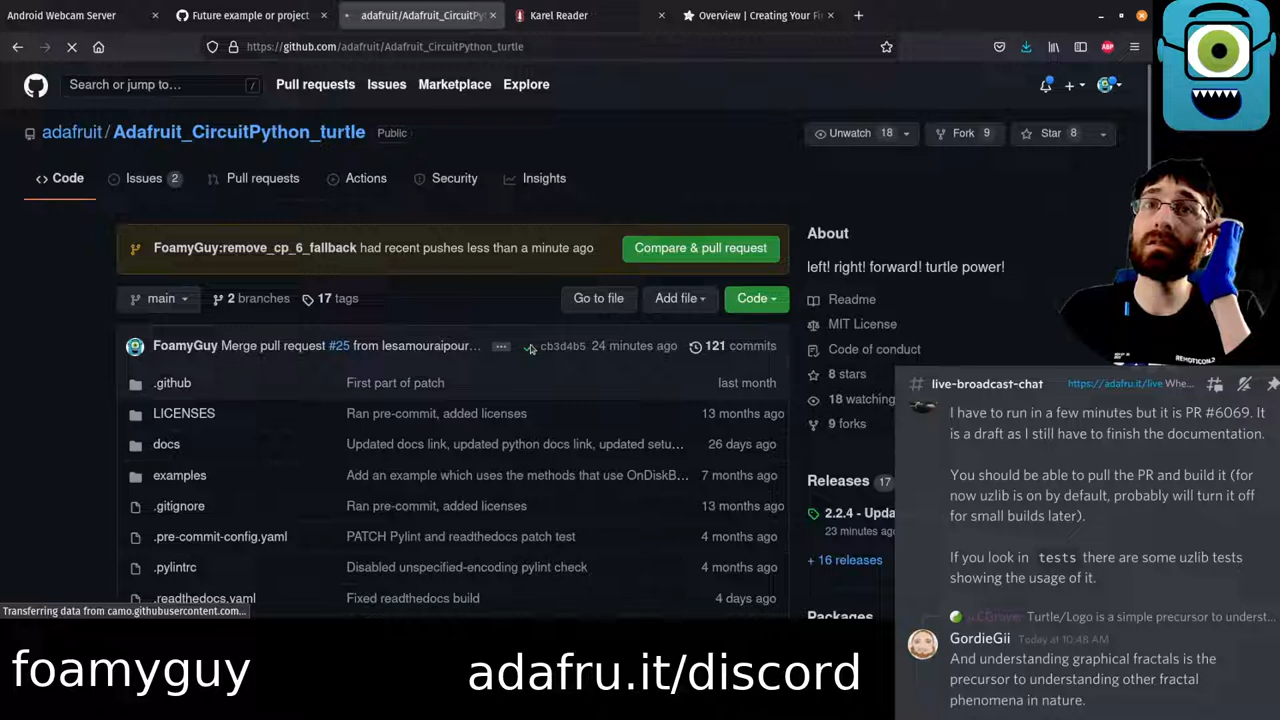 Android Webcam Server
Future example or project
adafruit/Adafruit_CircuitPy
Karel Reader
Overview | Creating Your Fi
https://github.com/adafruit/Adafruit_CircuitPython_turtle
ABP
Search or jump to…
/
Pull requests
Issues
Marketplace
Explore
adafruit / Adafruit_CircuitPython_turtle
Public
Unwatch 18
Fork 9
Star 8
Code
Issues 2
Pull requests
Actions
Security
Insights
FoamyGuy:remove_cp_6_fallback had recent pushes less than a minute ago
Compare & pull request
main
2 branches
17 tags
Go to file
Add file
Code
FoamyGuy Merge pull request #25 from lesamouraipour…
cb3d4b5 24 minutes ago
121 commits
.github
First part of patch
last month
LICENSES
Ran pre-commit, added licenses
13 months ago
docs
Updated docs link, updated python docs link, updated setu…
26 days ago
examples
Add an example which uses the methods that use OnDiskB…
7 months ago
.gitignore
Ran pre-commit, added licenses
13 months ago
.pre-commit-config.yaml
PATCH Pylint and readthedocs patch test
4 months ago
.pylintrc
Disabled unspecified-encoding pylint check
4 months ago
.readthedocs.yaml
Fixed readthedocs build
4 days ago
Transferring data from camo.githubusercontent.com…
About
left! right! forward! turtle power!
Readme
MIT License
Code of conduct
8 stars
18 watching
9 forks
Releases 17
2.2.4 - Upda
23 minutes ago
+ 16 releases
Packages
REMOTICON.2
live-broadcast-chat
https://adafru.it/live Whe…
I have to run in a few minutes but it is PR #6069. It
is a draft as I still have to finish the documentation.
You should be able to pull the PR and build it (for
now uzlib is on by default, probably will turn it off
for small builds later).
If you look in tests there are some uzlib tests
showing the usage of it.
Turtle/Logo is a simple precursor to underst…
GordieGii Today at 10:48 AM
And understanding graphical fractals is the
precursor to understanding other fractal
phenomena in nature.
foamyguy
adafru.it/discord